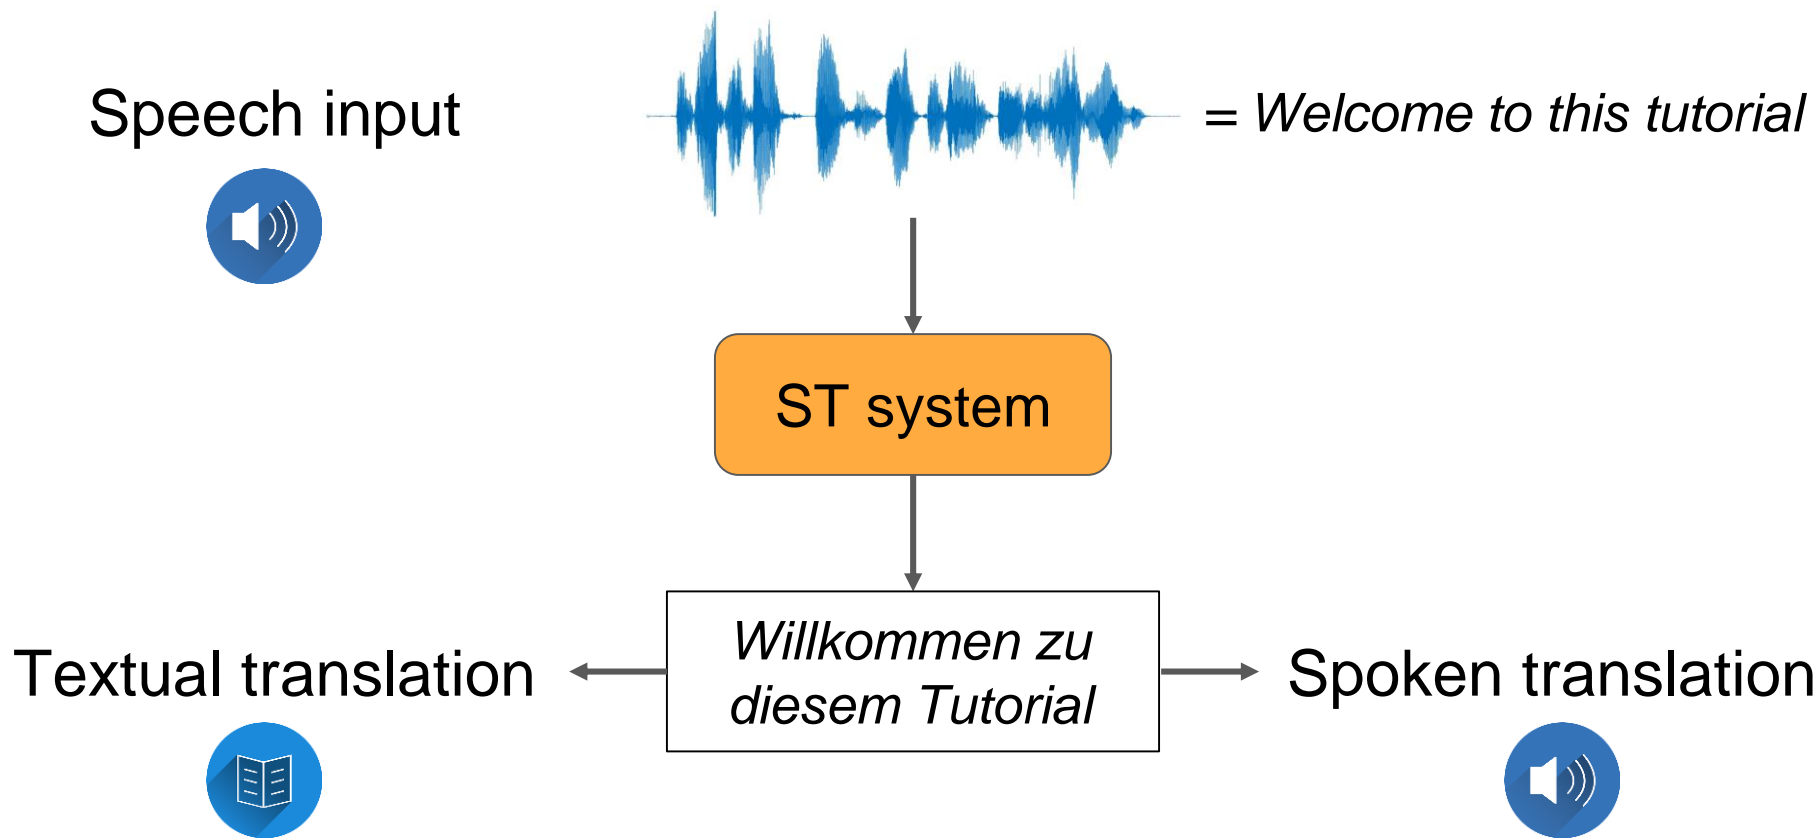 Speech input
= Welcome to this tutorial
ST system
Textual translation
Willkommen zu
diesem Tutorial
Spoken translation